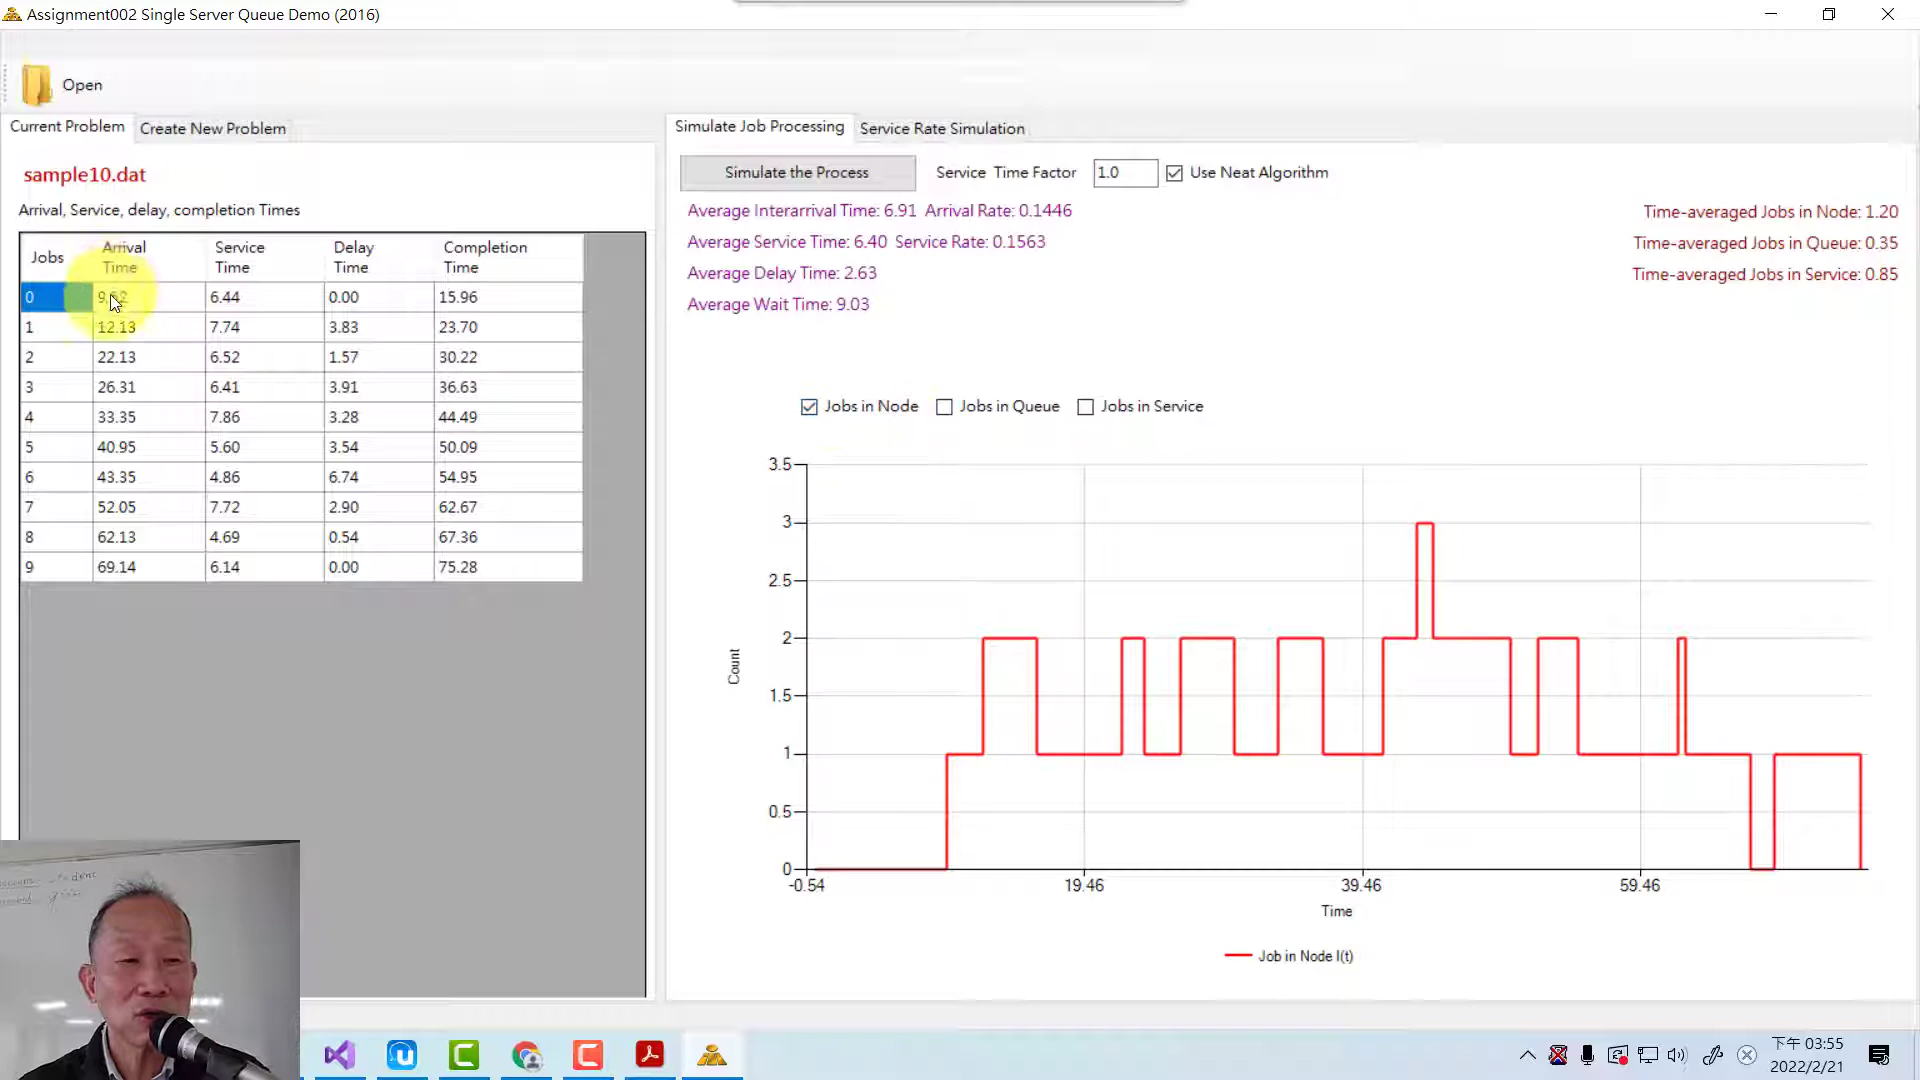 Assignment002 Single Server Queue Demo (2016)
Open
Current Problem Create New Problem
Simulate Job Processing Service Rate Simulation
sample10.dat
Arrival, Service, delay, completion Times
Jobs Arrival Time Service Time Delay Time Completion Time
0 9.52 6.44 0.00 15.96
1 12.13 7.74 3.83 23.70
2 22.13 6.52 1.57 30.22
3 26.31 6.41 3.91 36.63
4 33.35 7.86 3.28 44.49
5 40.95 5.60 3.54 50.09
6 43.35 4.86 6.74 54.95
7 52.05 7.72 2.90 62.67
8 62.13 4.69 0.54 67.36
9 69.14 6.14 0.00 75.28
Simulate the Process Service Time Factor 1.0 Use Neat Algorithm
Average Interarrival Time: 6.91 Arrival Rate: 0.1446
Average Service Time: 6.40 Service Rate: 0.1563
Average Delay Time: 2.63
Average Wait Time: 9.03
Time-averaged Jobs in Node: 1.20
Time-averaged Jobs in Queue: 0.35
Time-averaged Jobs in Service: 0.85
Jobs in Node Jobs in Queue Jobs in Service
3.5
3
2.5
2
1.5
1
0.5
0
Count
-0.54 19.46 39.46 59.46
Time
Job in Node l(t)
下午 03:55
2022/2/21